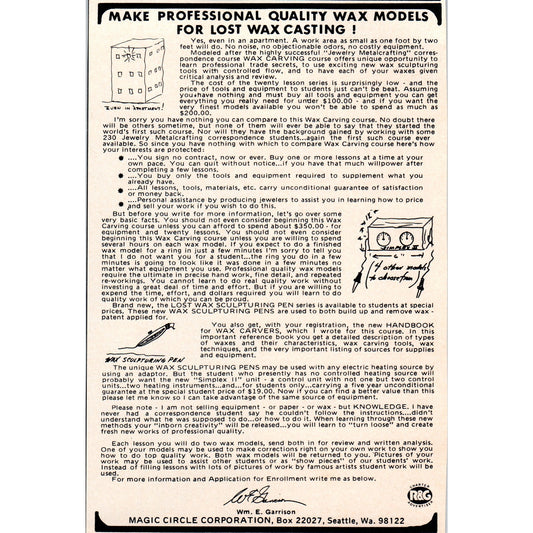 MAKE PROFESSIONAL QUALITY WAX MODELS
FOR LOST WAX CASTING !
Yes, even in an apartment. A work area as small as one foot by two
feet will do. No noise, no objectionable odors, no costly equipment.
Modeled after the highly successful "Jewelry Metalcrafting" corres-
pondence course WAX CARVING course offers unique opportunity to
learn professional trade secrets, to use exciting new wax sculpturing
tools with controlled flow, and to have each of your waxes given
critical analysis and review.
The cost of the twenty lesson series is surprisingly low - and the
price of tools and equipment to students just can't be beat. Assuming
you have nothing and must buy all tools and equipment you can get
everything you really need for under $100.00 - and if you want the
very finest models available you won't be able to spend as much as
$200.00.
EVEN IN APARTMENT!
I'm sorry I have nothing you can compare to this Wax Carving course. No doubt there
will be others sometime, but none of them will ever be able to say that they started the
world's first such course. Nor will they have the background gained by working with some
230 Jewelry Metalcrafting correspondence students...again the first such course ever
available. So since you have nothing with which to compare Wax Carving course here's how
your interests are protected:
● ....You sign no contract, now or ever. Buy one or more lessons at a time at your
own pace. You can quit without notice...if you have that much willpower after
completing a few lessons.
● ....You buy only the tools and equipment required to supplement what you
already have.
● ....All lessons, tools, materials, etc. carry unconditional guarantee of satisfaction
or money back.
● ....Personal assistance by producing jewelers to assist you in learning how to price
and sell your work if you wish to do this.
But before you write for more information, let's go over some
very basic facts. You should not even consider beginning this Wax
Carving course unless you can afford to spend about $350.00 - for
equipment and twenty lessons. You should not even consider
beginning this Wax Carving course unless you are willing to spend
several hours on each wax model. If you expect to do a finished
wax model for a ring in just a few minutes I'm sorry to tell you
that I do not want you for a student...the ring you do in a few
minutes is going to look like it was done in a few minutes no
matter what equipment you use. Professional quality wax models
require the ultimate in precise hand work, fine detail, and repeated
re-workings. You cannot learn to do real quality work without
investing a great deal of time and effort. But if you are willing to
expend the time, effort, and dollars required you will learn to do
quality work of which you can be proud.
SIMPLEX II
6"
4 other models
to choose from
Brand new, the LOST WAX SCULPTURING PEN series is available to students at special
prices. These new WAX SCULPTURING PENS are used to both build up and remove wax -
patent applied for.
You also get, with your registration, the new HANDBOOK
for WAX CARVERS, which I wrote for this course. In this
important reference book you get a detailed description of types
of waxes and their characteristics, wax carving tools, wax
techniques, and the very important listing of sources for supplies
and equipment.
WAX SCULPTURING PEN
The unique WAX SCULPTURING PENS may be used with any electric heating source by
using an adaptor. But the student who presently has no controlled heating source will
probably want the new "Simplex II" unit - a control unit with not one but two control
units...two heating instruments...and...for students only...carrying a five year unconditional
guarantee at the special student price of $19.00. Now if you can find a better value than this
please let me know so I can take advantage of the same source of equipment.
Please note - I am not selling equipment - or paper - or wax - but KNOWLEDGE. I have
never had a correspondence student say he couldn't follow the instructions...didn't
understand what he was supposed to do...or how to do it. When learning through these new
methods your "inborn creativity" will be released...you will learn to "turn loose" and create
fresh new works of professional quality.
Each lesson you will do two wax models, send both in for review and written analysis.
One of your models may be used to make corrections right on your own work to show you
how to do top quality work. Both wax models will be returned to you. Pictures of your
work may be used to assist other students or as "show pieces" of our students' work.
Instead of filling lessons with lots of pictures of work by famous artists student work will be
used.
For more information and Application for Enrollment write me as below.
W E Garrison
Wm. E. Garrison
MAGIC CIRCLE CORPORATION, Box 22027, Seattle, Wa. 98122
CHARTER
R&G
ADVERTISER